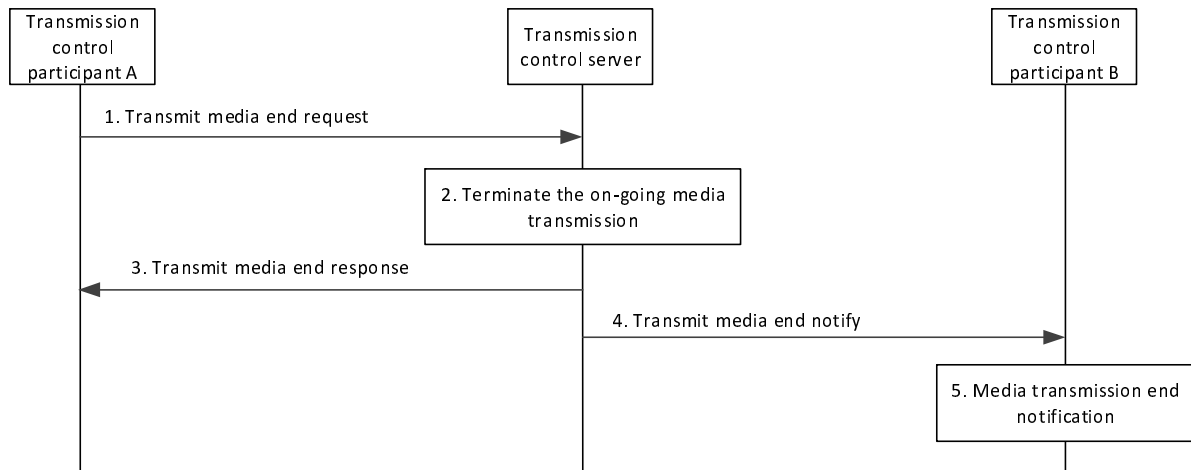 Transmission
control
participant A
Transmission
control server
Transmission
control
participant B
1. Transmit media end request
2. Terminate the on-going media
transmission
3. Transmit media end response
4. Transmit media end notify
5. Media transmission end
notification